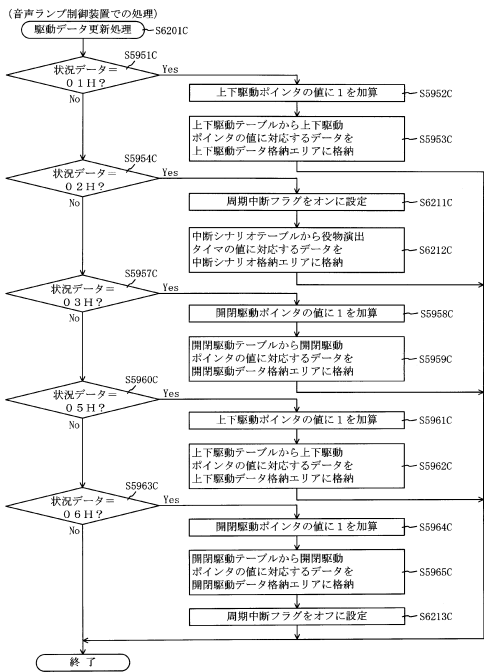 (音声ランプ制御装置での処理)
駆動データ更新処理
S6201C
S5951C
状況データ=
01H?
Yes
No
上下駆動ポインタの値に1を加算
S5952C
上下駆動テーブルから上下駆動
ポインタの値に対応するデータを
上下駆動データ格納エリアに格納
S5953C
S5954C
状況データ=
02H?
Yes
No
周期中断フラグをオンに設定
S6211C
中断シナリオテーブルから役物演出
タイマの値に対応するデータを
中断シナリオ格納エリアに格納
S6212C
S5957C
状況データ=
03H?
Yes
No
開閉駆動ポインタの値に1を加算
S5958C
開閉駆動テーブルから開閉駆動
ポインタの値に対応するデータを
開閉駆動データ格納エリアに格納
S5959C
S5960C
状況データ=
05H?
Yes
No
上下駆動ポインタの値に1を加算
S5961C
上下駆動テーブルから上下駆動
ポインタの値に対応するデータを
上下駆動データ格納エリアに格納
S5962C
S5963C
状況データ=
06H?
Yes
No
開閉駆動ポインタの値に1を加算
S5964C
開閉駆動テーブルから開閉駆動
ポインタの値に対応するデータを
開閉駆動データ格納エリアに格納
S5965C
周期中断フラグをオフに設定
S6213C
終了